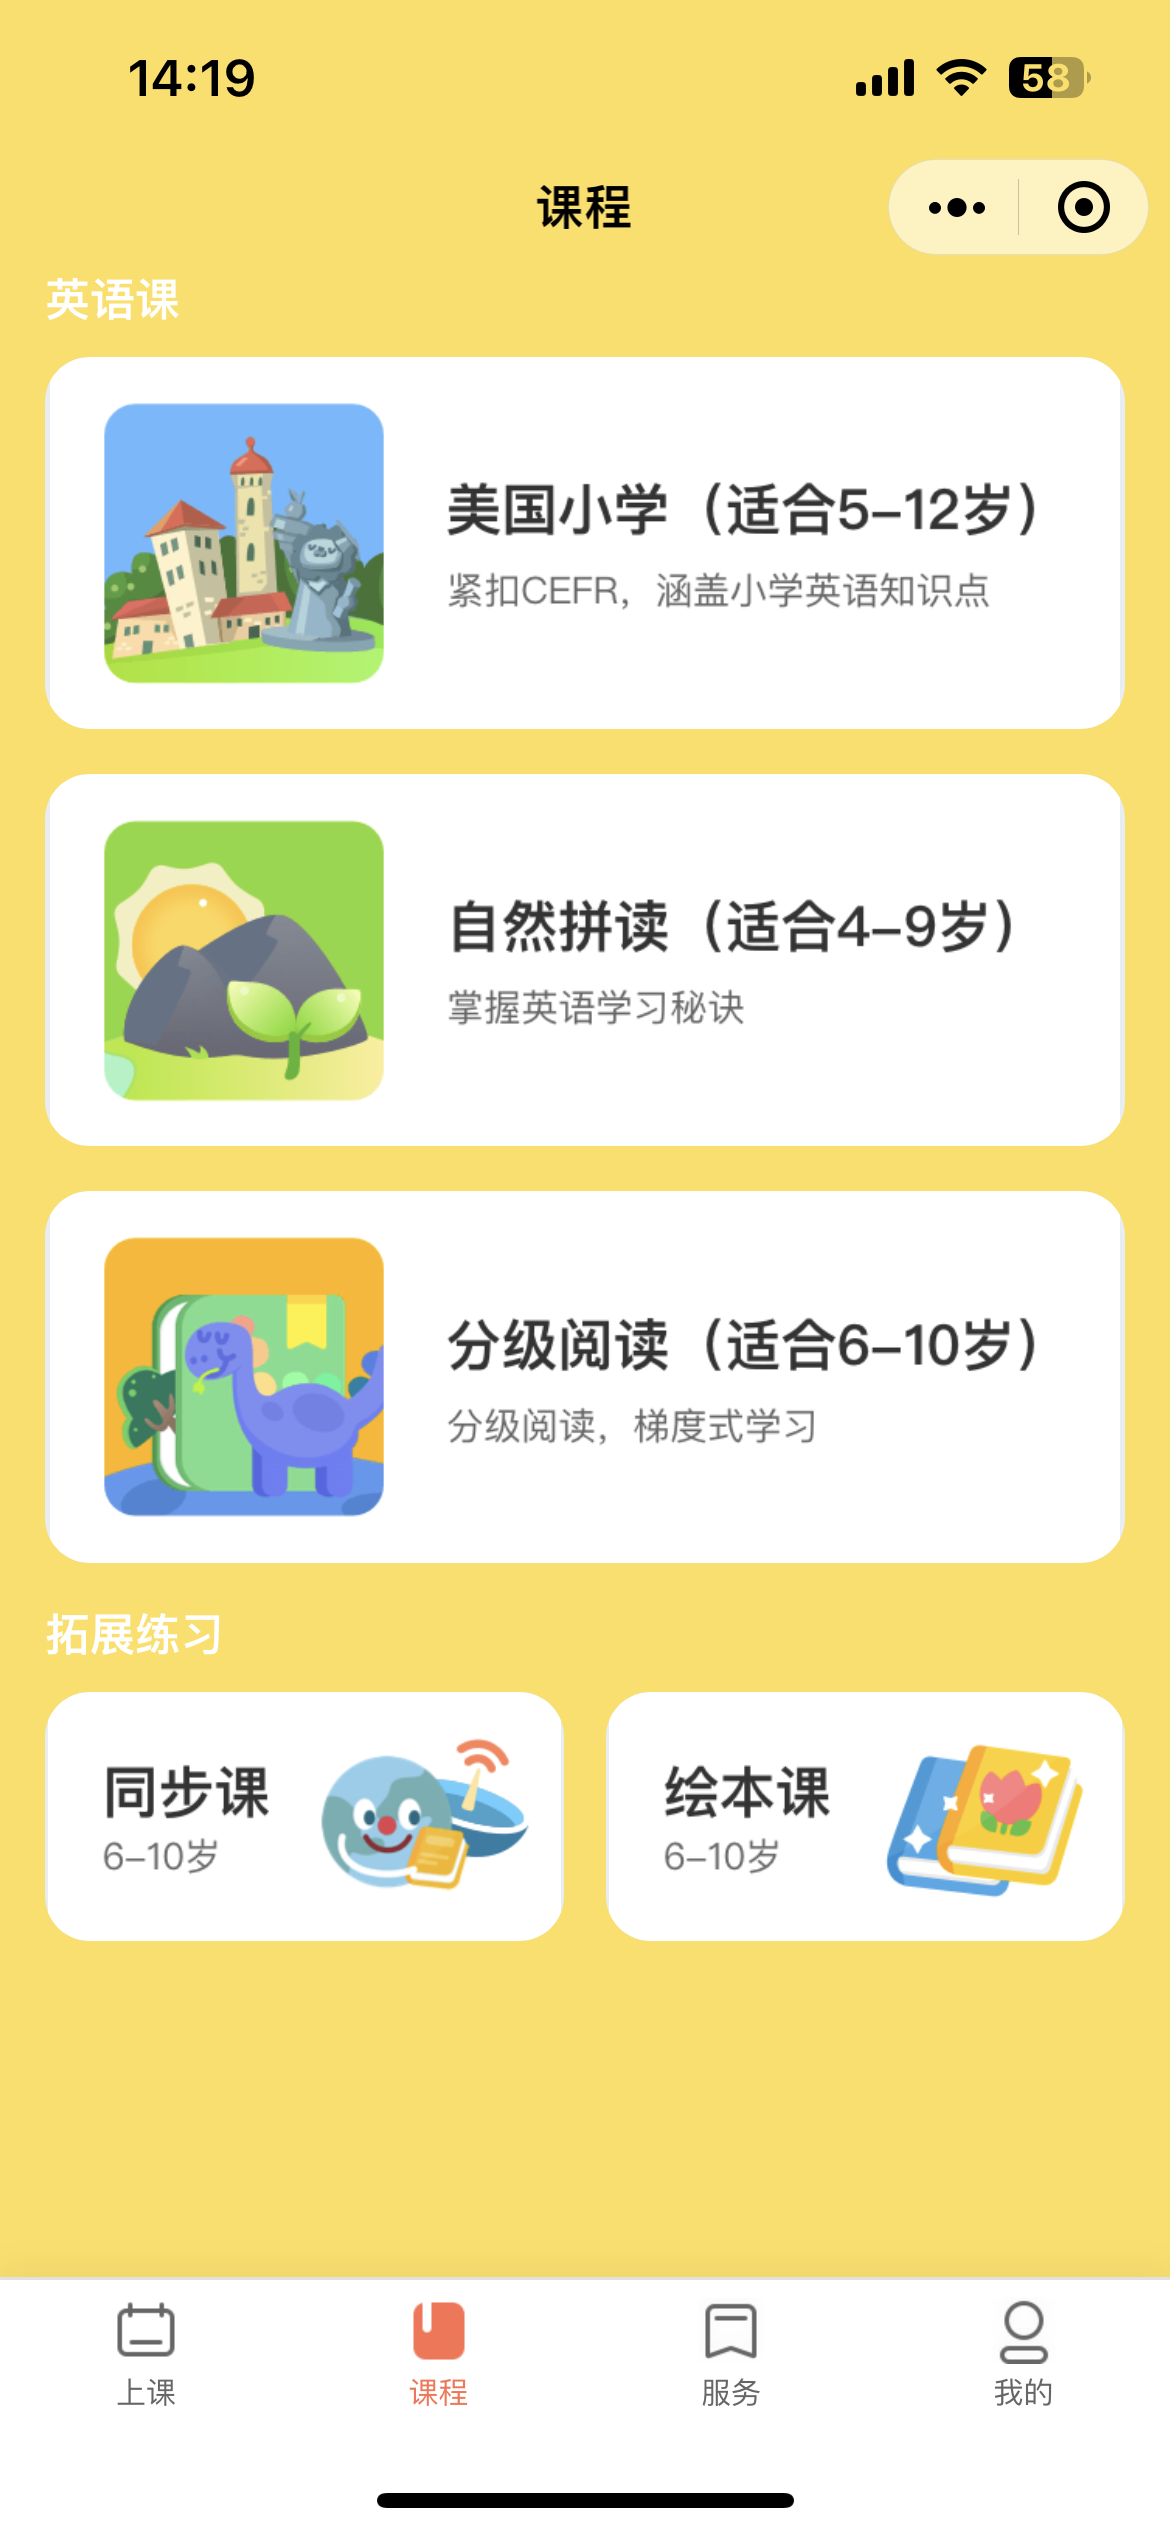 14:19
58
课程
英语课
美国小学（适合5-12岁）
紧扣CEFR，涵盖小学英语知识点
自然拼读（适合4-9岁）
掌握英语学习秘诀
分级阅读（适合6-10岁）
分级阅读，梯度式学习
拓展练习
同步课
6-10岁
绘本课
6-10岁
上课
课程
服务
我的